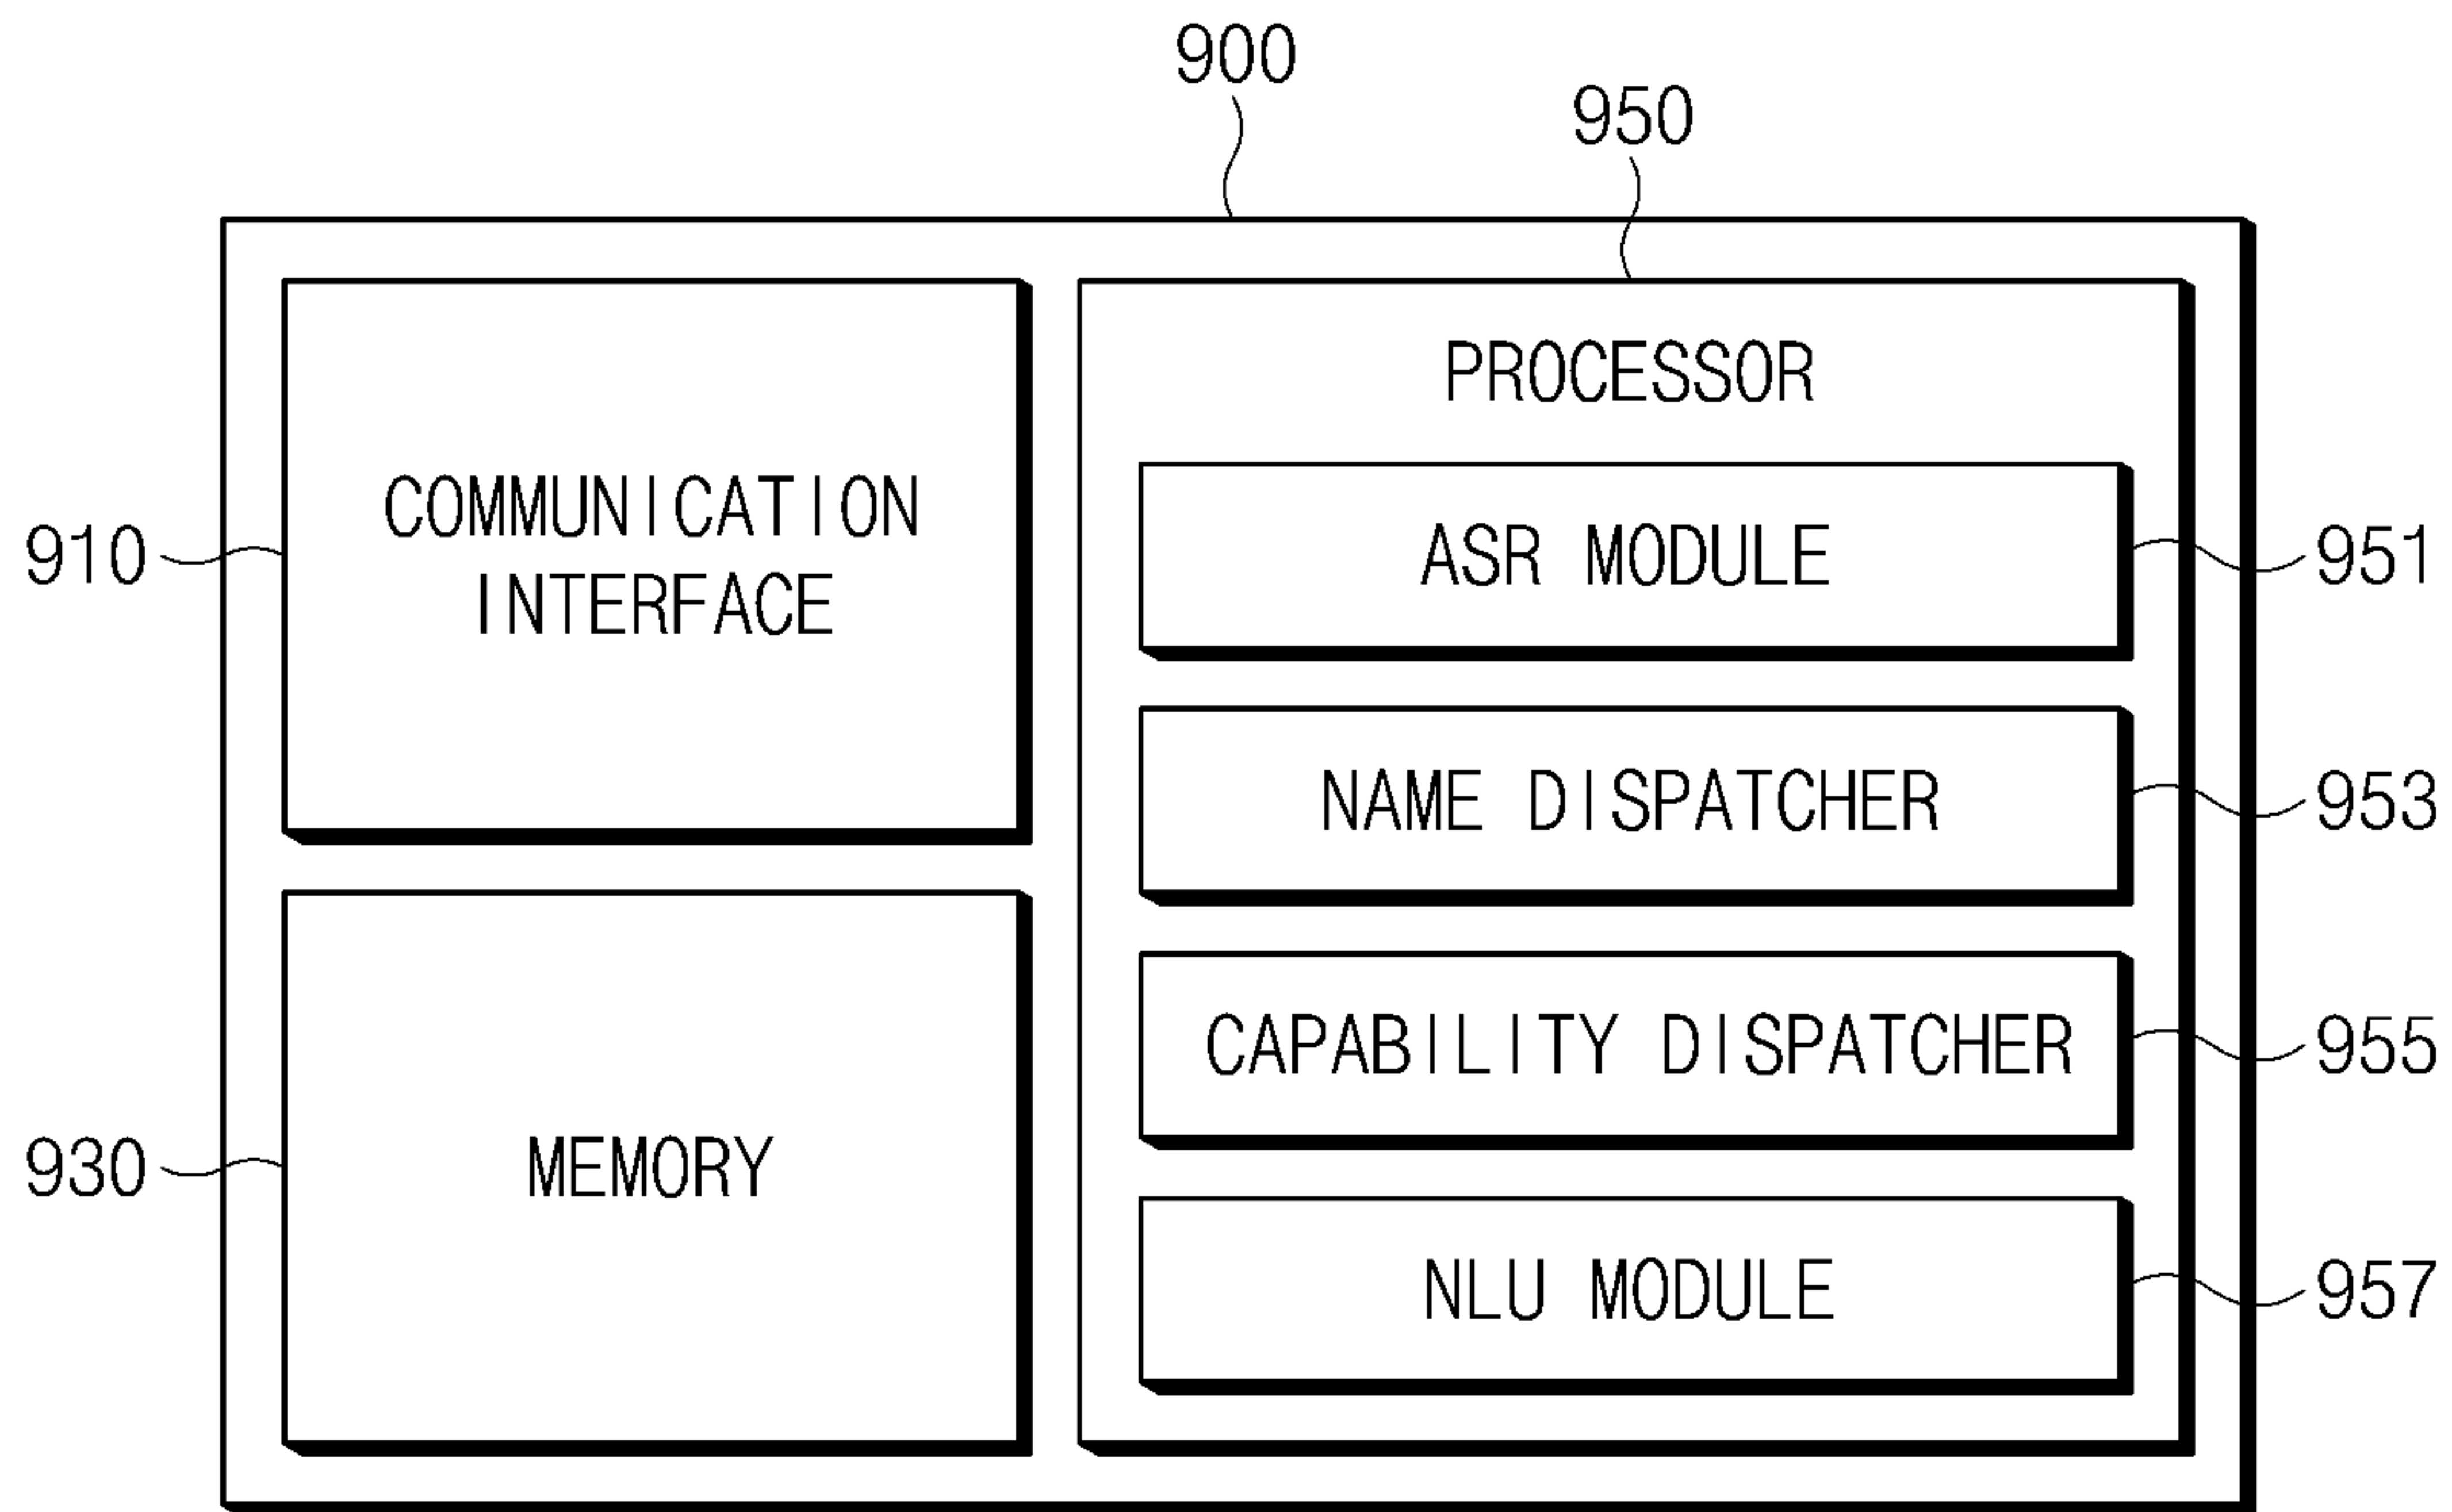 900
950
PROCESSOR
COMMUNICATION
INTERFACE
910
ASR MODULE
951
NAME DISPATCHER
953
CAPABILITY DISPATCHER
955
MEMORY
930
NLU MODULE
957